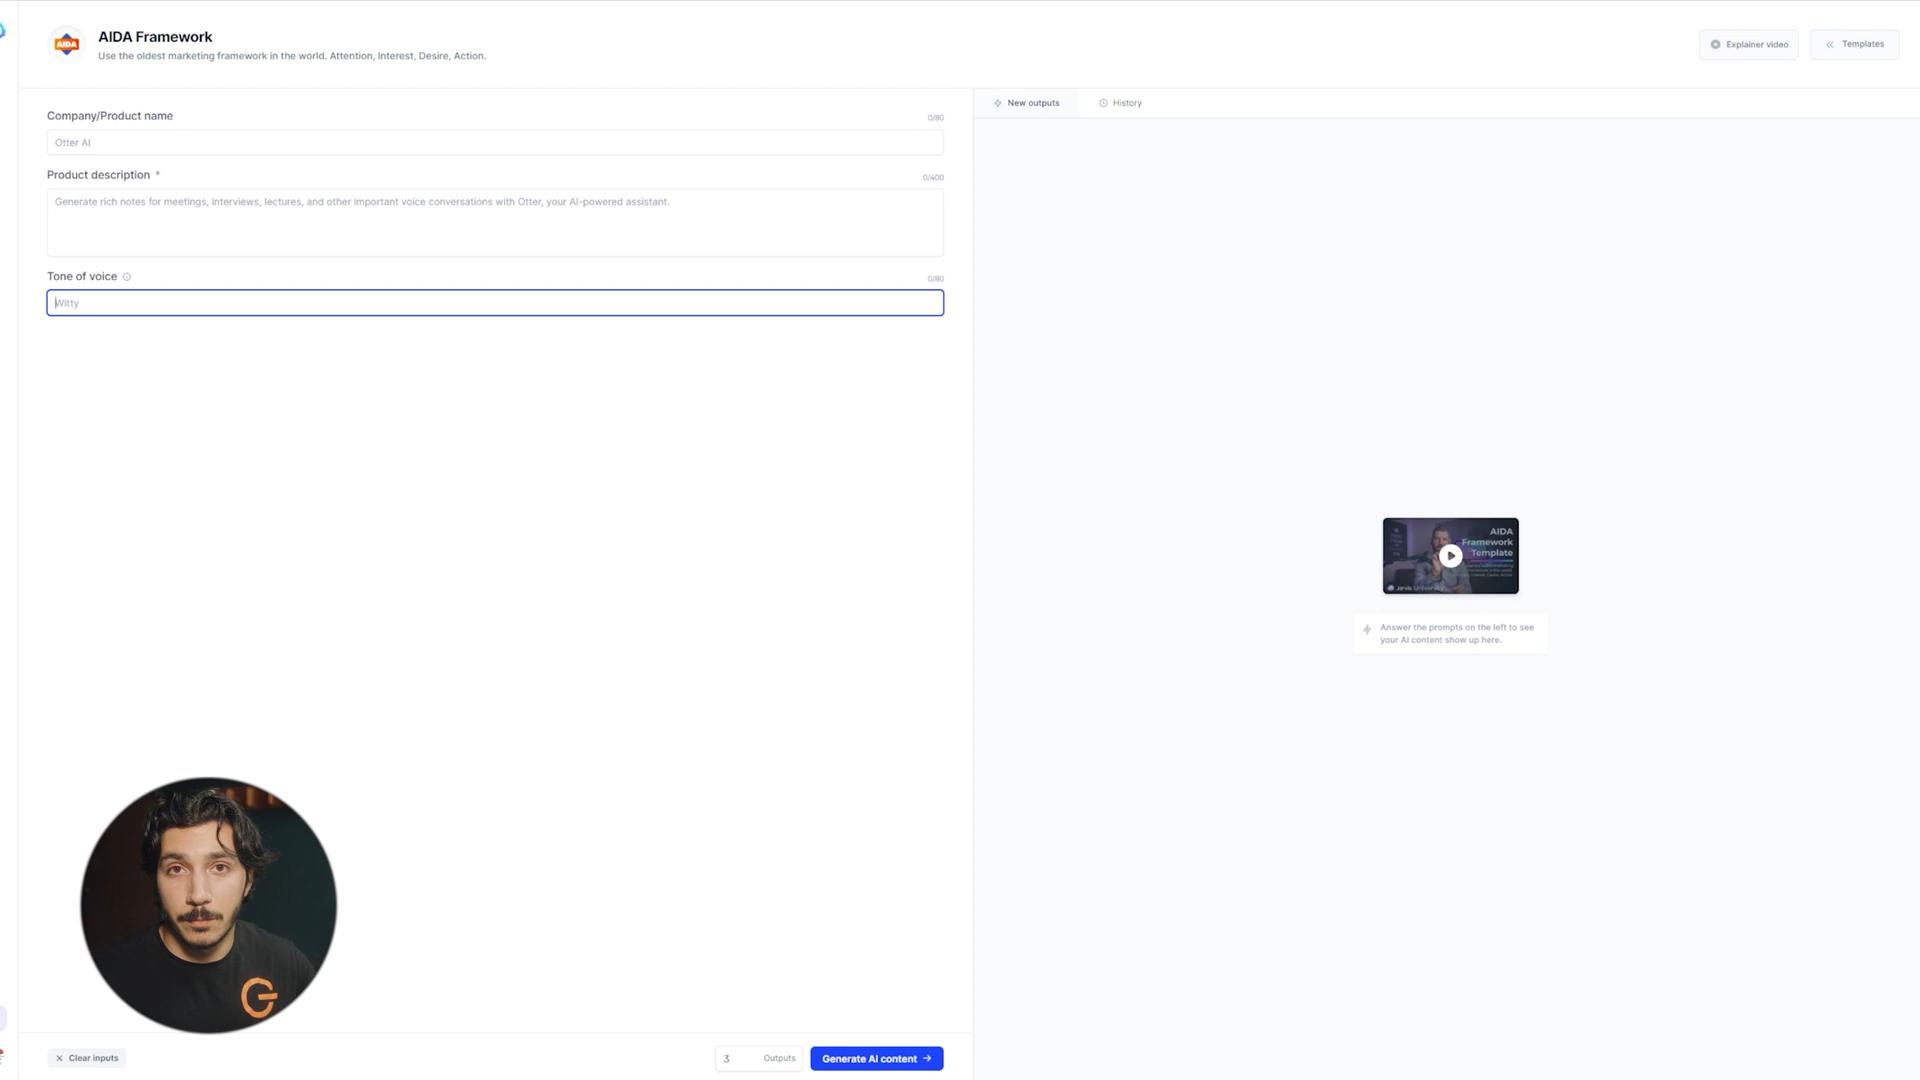 AIDA
AIDA Framework
Use the oldest marketing framework in the world. Attention, Interest, Desire, Action.
Explainer video
Templates
Company/Product name
0/80
Otter AI
Product description *
0/400
Generate rich notes for meetings, interviews, lectures, and other important voice conversations with Otter, your AI-powered assistant.
Tone of voice
0/80
Witty
Clear inputs
3
Outputs
Generate AI content
New outputs
History
AIDA
Framework
Template
Jarvis
Answer the prompts on the left to see
your AI content show up here.
G